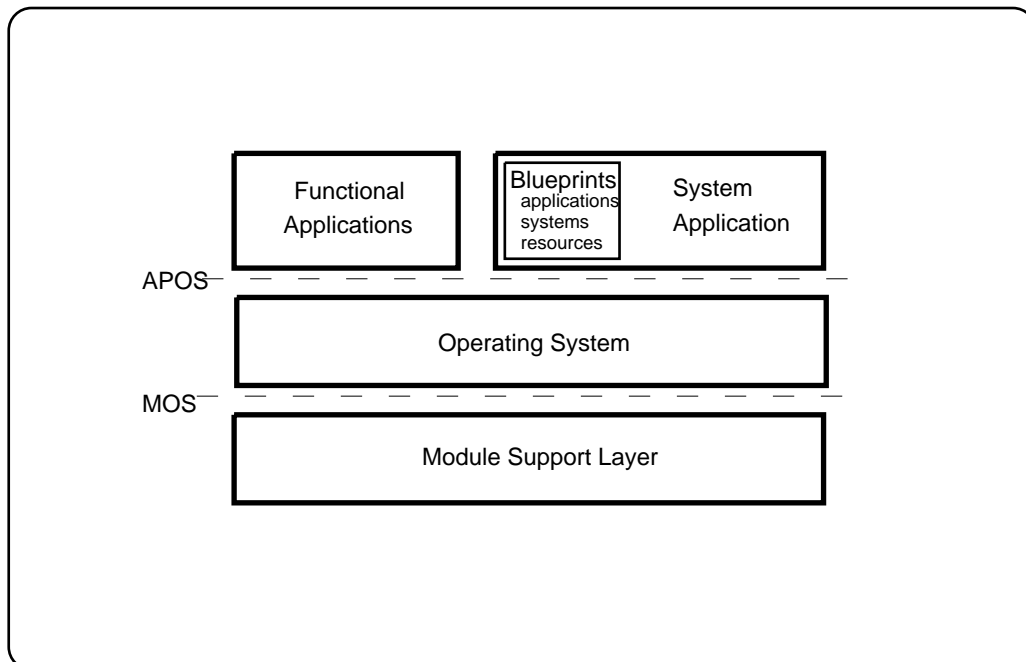 Functional
Applications
Blueprints
applications
systems
resources
System
Application
APOS
Operating System
MOS
Module Support Layer